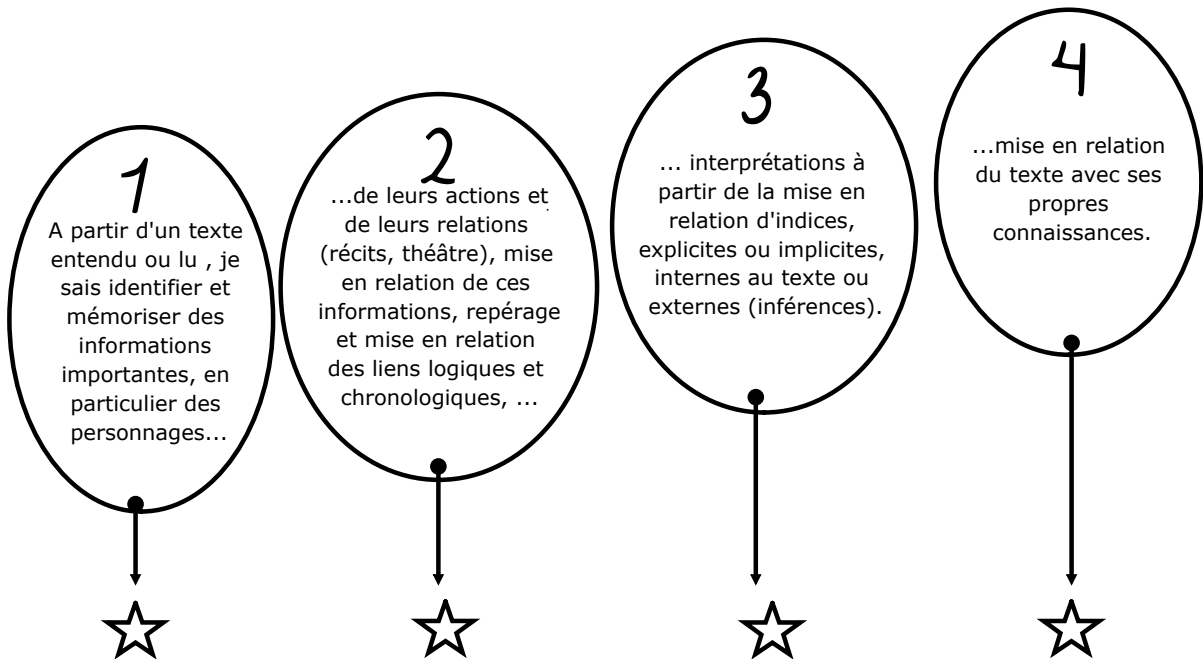 1
A partir d'un texte
entendu ou lu , je
sais identifier et
mémoriser des
informations
importantes, en
particulier des
personnages...
2
...de leurs actions et
de leurs relations
(récits, théâtre), mise
en relation de ces
informations, repérage
et mise en relation
des liens logiques et
chronologiques, ...
3
... interprétations à
partir de la mise en
relation d'indices,
explicites ou implicites,
internes au texte ou
externes (inférences).
4
...mise en relation
du texte avec ses
propres
connaissances.